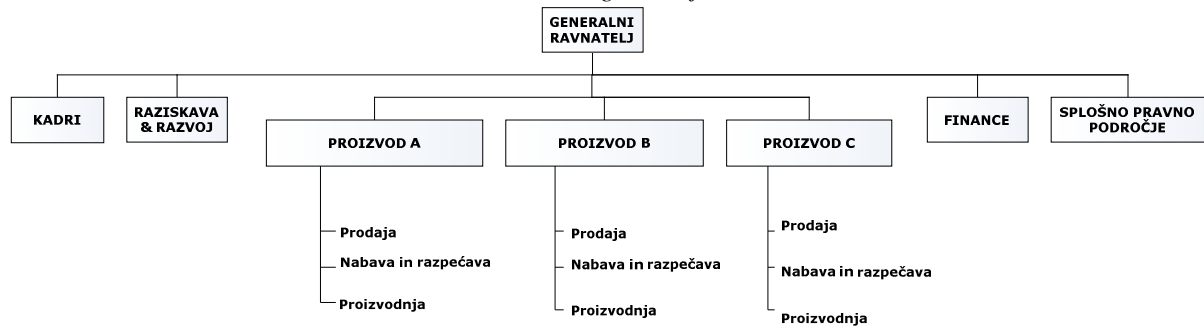 GENERALNI
RAVNATELJ
KADRI
RAZISKAVA
& RAZVOJ
FINANCE
SPLOŠNO PRAVNO
PODROČJE
PROIZVOD A
PROIZVOD B
PROIZVOD C
Prodaja
Nabava in razpećava
Proizvodnja
Prodaja
Nabava in razpečava
Proizvodnja
Prodaja
Nabava in razpečava
Proizvodnja